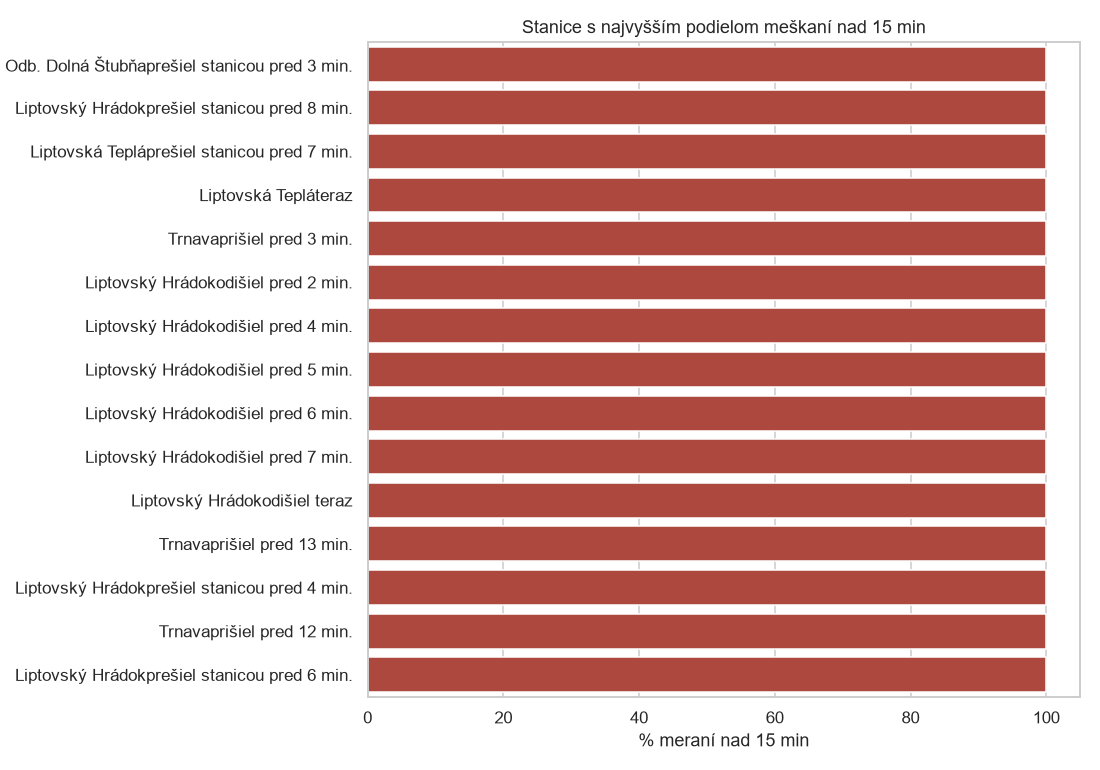 Stanice s najvyšším podielom meškaní nad 15 min
Odb. Dolná Štubňaprešiel stanicou pred 3 min.
Liptovský Hrádokprešiel stanicou pred 8 min.
Liptovská Tepláprešiel stanicou pred 7 min.
Liptovská Tepláteraz
Trnavaprišiel pred 3 min.
Liptovský Hrádokodišiel pred 2 min.
Liptovský Hrádokodišiel pred 4 min.
Liptovský Hrádokodišiel pred 5 min.
Liptovský Hrádokodišiel pred 6 min.
Liptovský Hrádokodišiel pred 7 min.
Liptovský Hrádokodišiel teraz
Trnavaprišiel pred 13 min.
Liptovský Hrádokprešiel stanicou pred 4 min.
Trnavaprišiel pred 12 min.
Liptovský Hrádokprešiel stanicou pred 6 min.
0 20 40 60 80 100
% meraní nad 15 min